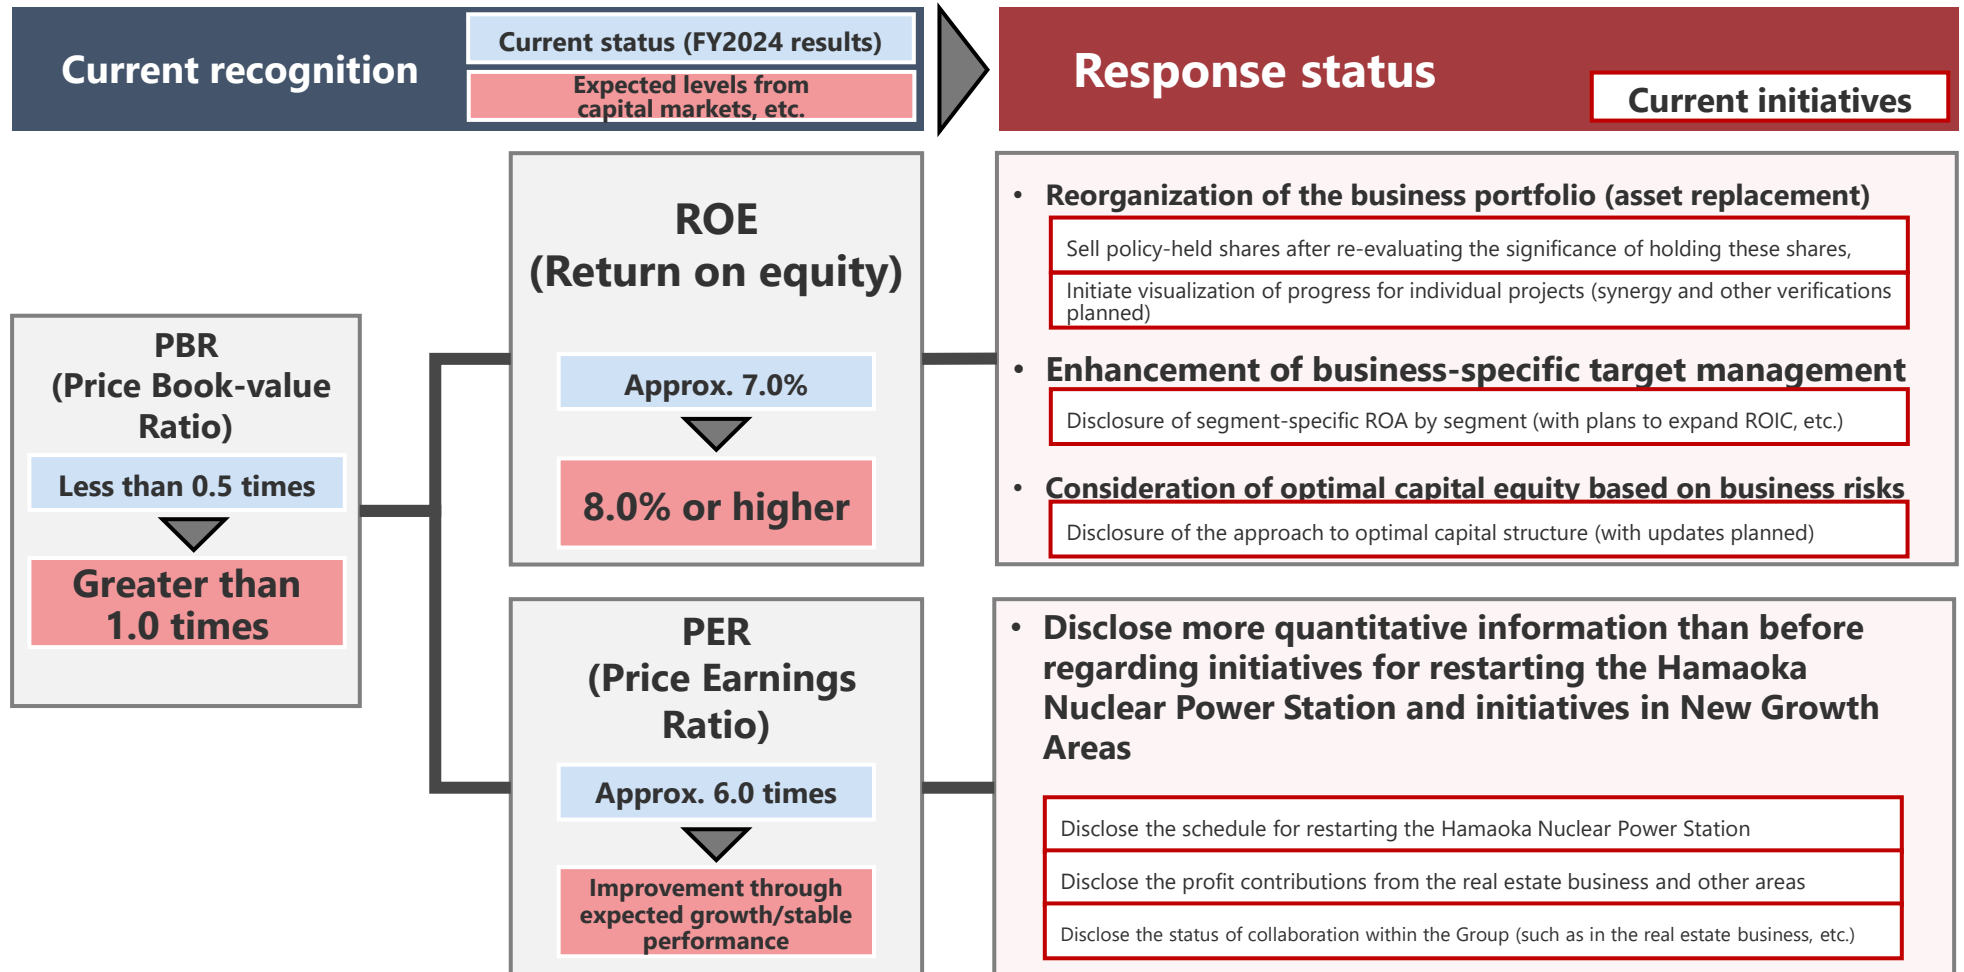 Current recognition
Current status (FY2024 results)
Expected levels from
capital markets, etc.
Response status
Current initiatives
PBR
(Price Book-value
Ratio)
Less than 0.5 times
Greater than
1.0 times
ROE
(Return on equity)
Approx. 7.0%
8.0% or higher
• Reorganization of the business portfolio (asset replacement)
Sell policy-held shares after re-evaluating the significance of holding these shares,
Initiate visualization of progress for individual projects (synergy and other verifications
planned)
• Enhancement of business-specific target management
Disclosure of segment-specific ROA by segment (with plans to expand ROIC, etc.)
• Consideration of optimal capital equity based on business risks
Disclosure of the approach to optimal capital structure (with updates planned)
PER
(Price Earnings
Ratio)
Approx. 6.0 times
Improvement through
expected growth/stable
performance
• Disclose more quantitative information than before
regarding initiatives for restarting the Hamaoka
Nuclear Power Station and initiatives in New Growth
Areas
Disclose the schedule for restarting the Hamaoka Nuclear Power Station
Disclose the profit contributions from the real estate business and other areas
Disclose the status of collaboration within the Group (such as in the real estate business, etc.)